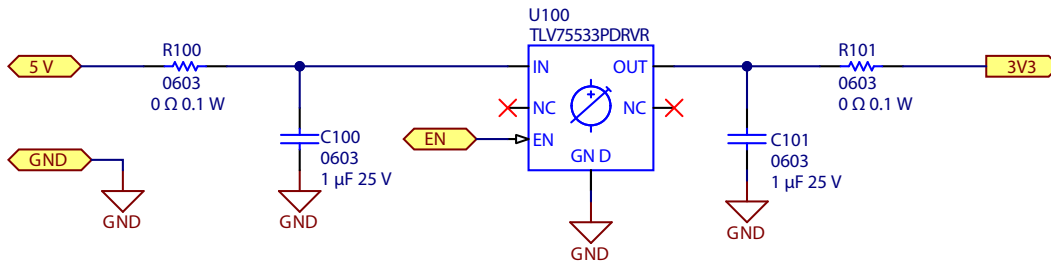 U100
TLV75533PDRVR
R100
R101
5 V
IN
OUT
3V3
0603
0 Ω 0.1 W
0603
0 Ω 0.1 W
NC
NC
EN
EN
C100
0603
1 µF 25 V
C101
0603
1 µF 25 V
GND
GN D
GND
GND
GND
GND